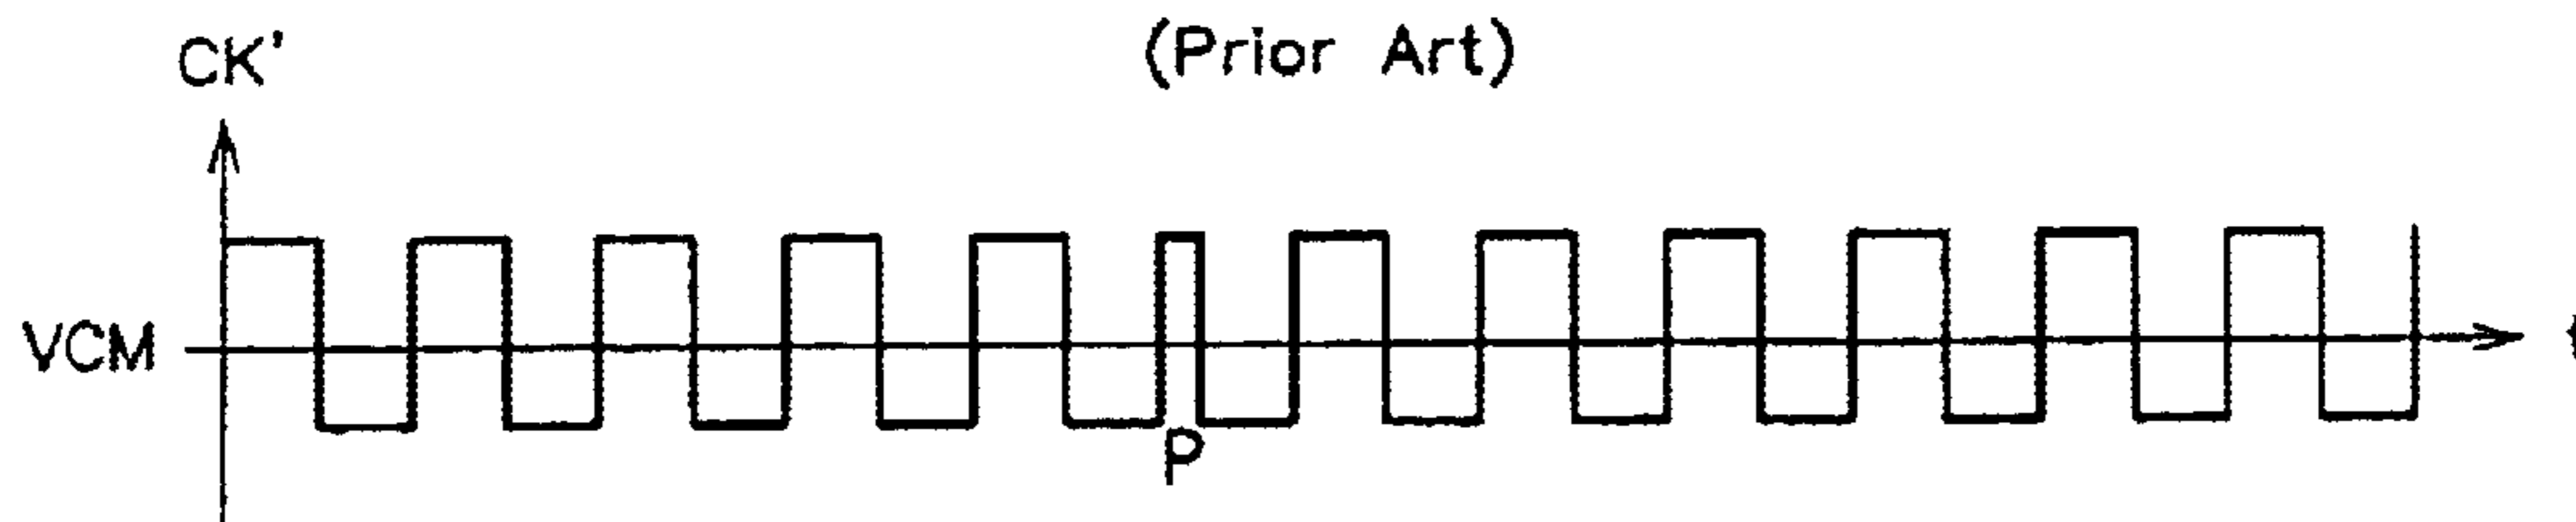 (Prior Art)
CK'
VCM
P